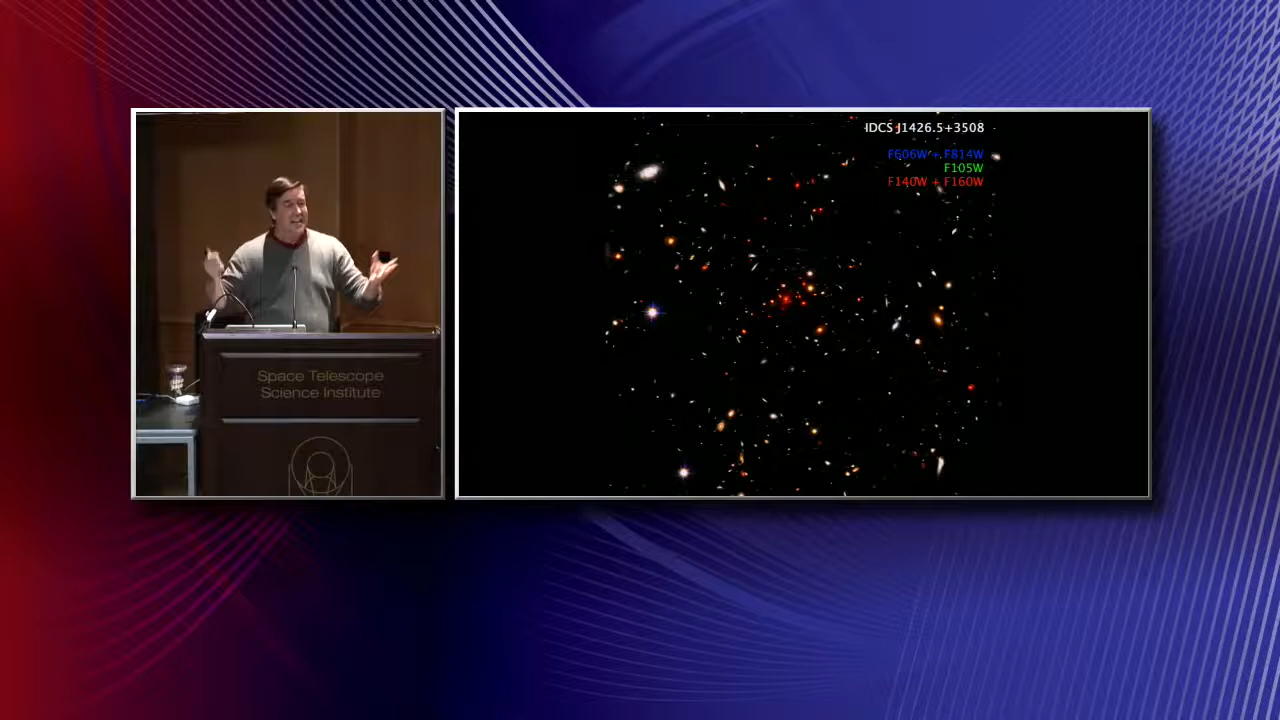 Space Telescope
Science Institute
IDCS J1426.5+3508
F606W + F814W
F105W
F140W + F160W